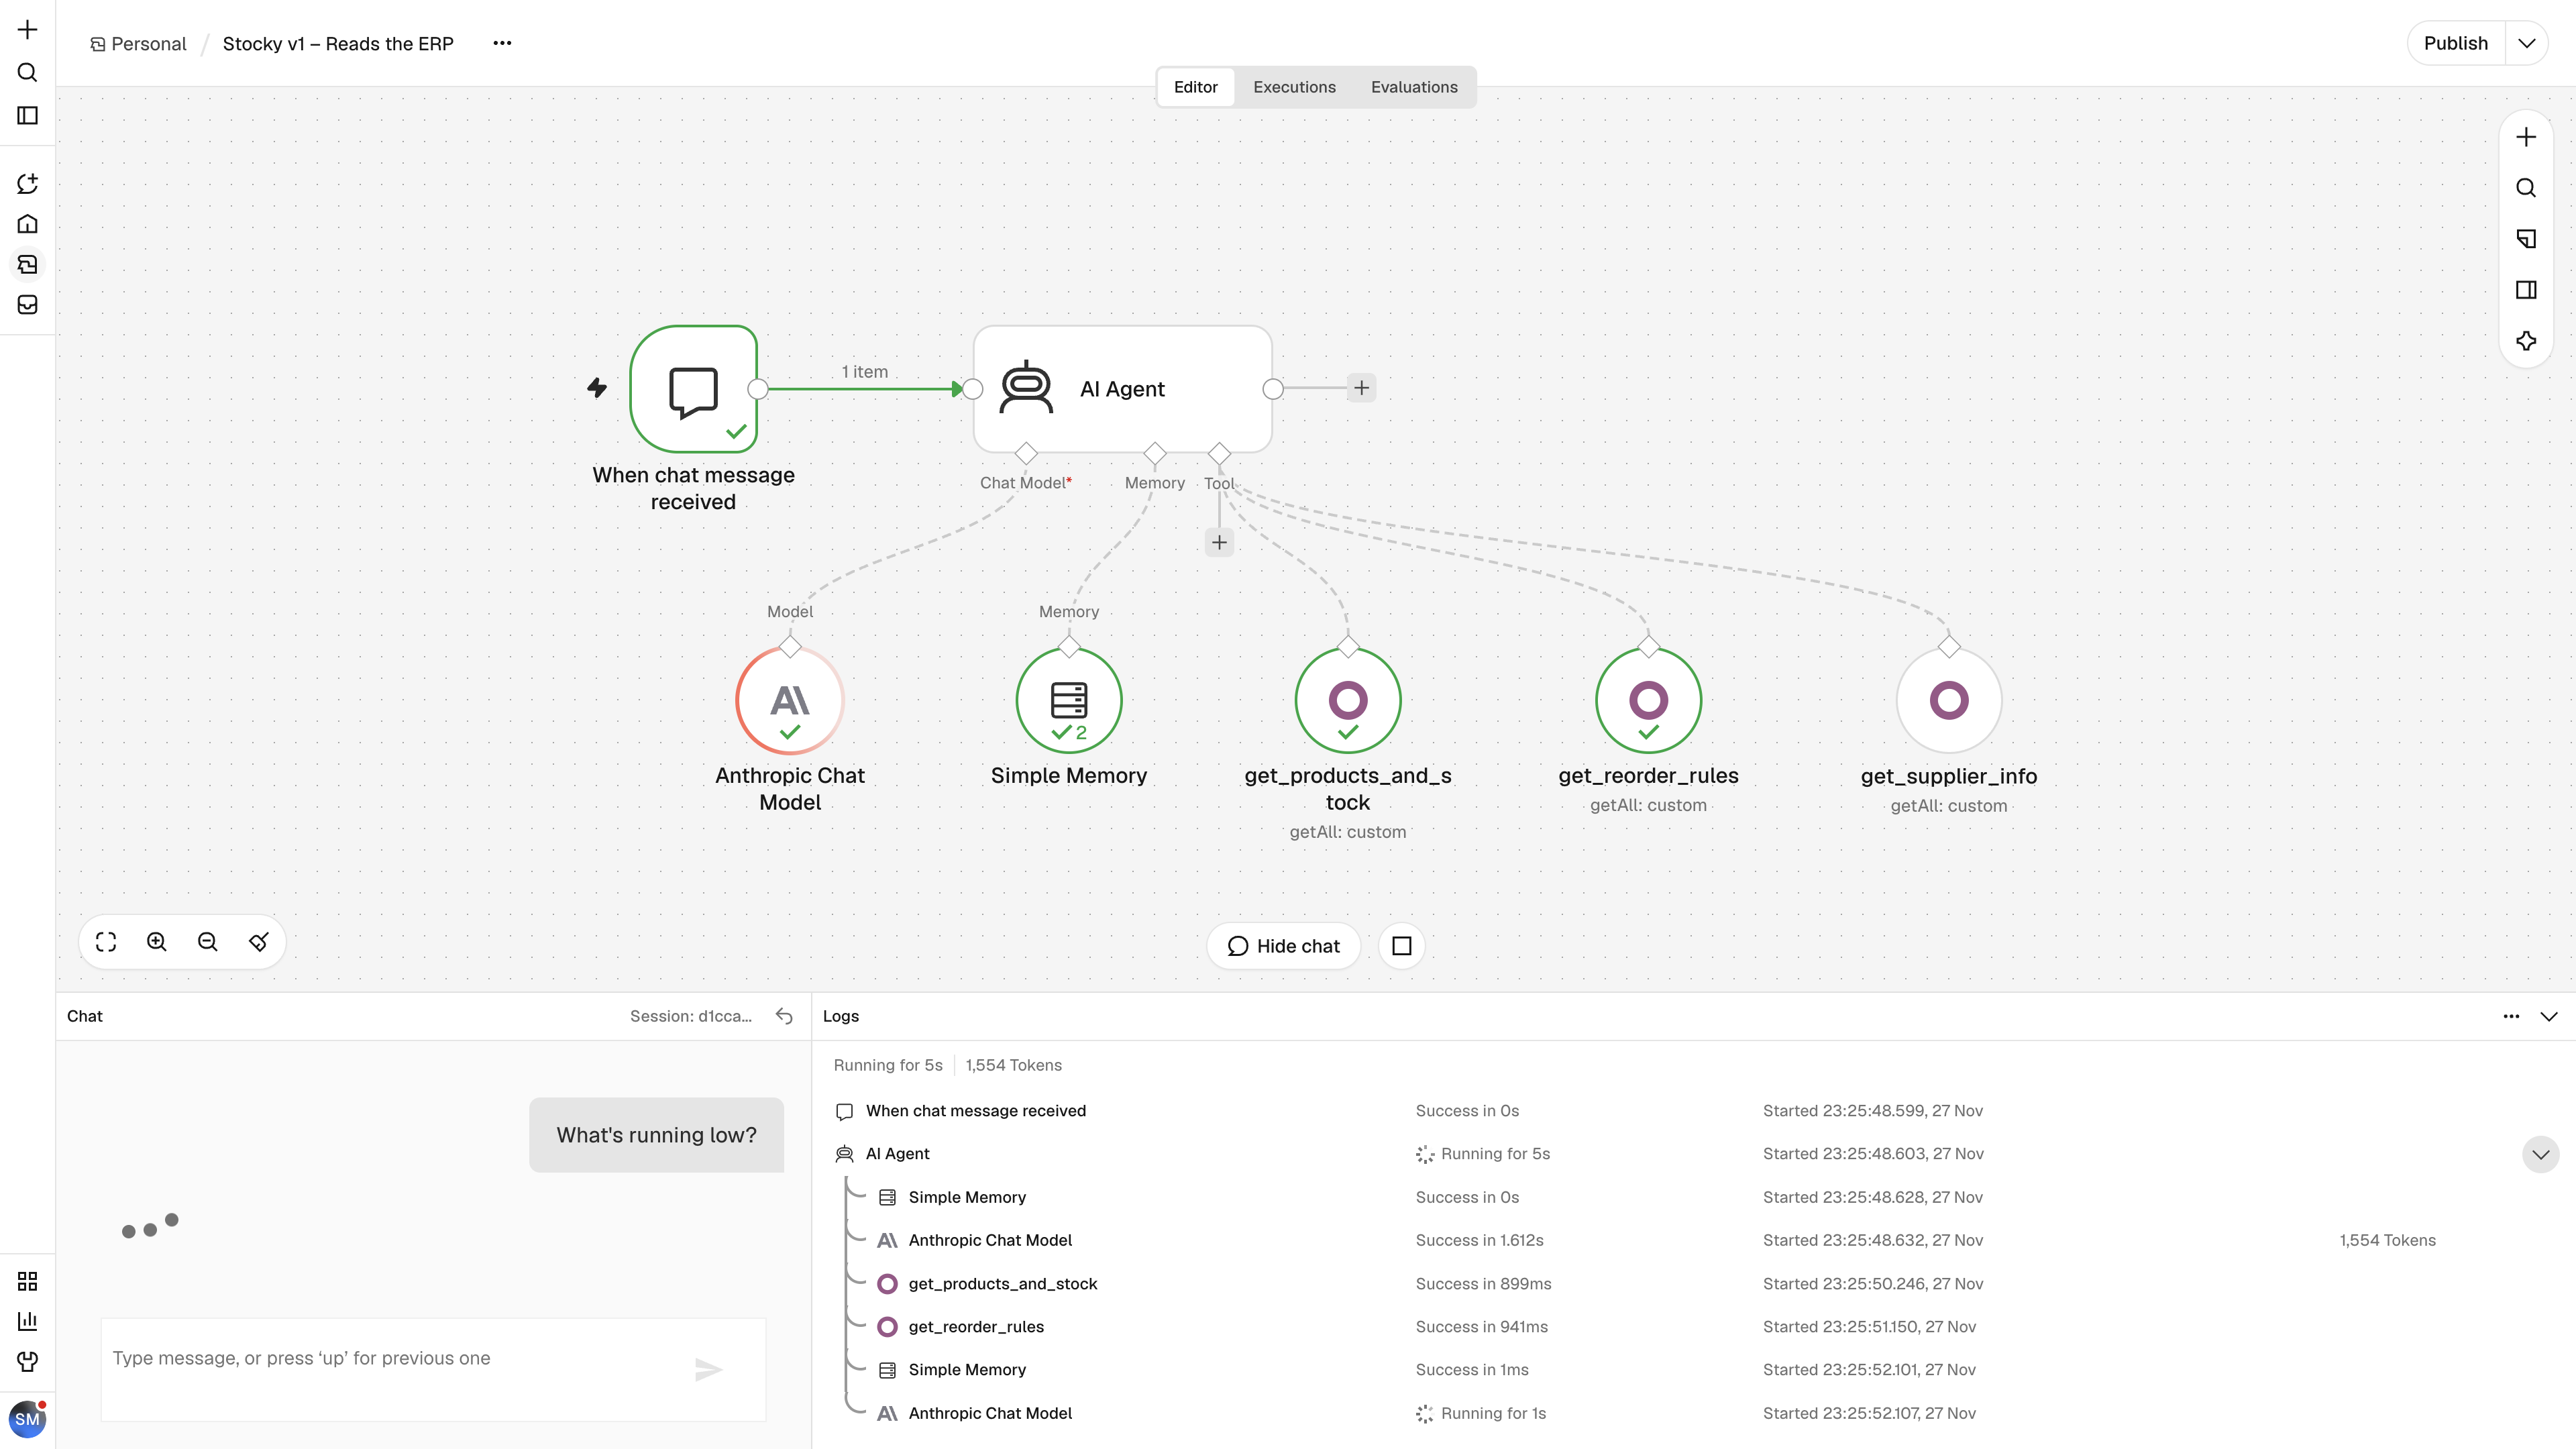 Personal / Stocky v1 – Reads the ERP
Publish
Editor Executions Evaluations
1 item
AI Agent
When chat message
received
Chat Model*
Memory
Tool
Model
Memory
2
Anthropic Chat
Model
Simple Memory
get_products_and_s
tock
getAll: custom
get_reorder_rules
getAll: custom
get_supplier_info
getAll: custom
Hide chat
Chat
Session: d1cca...
What's running low?
Type message, or press ‘up’ for previous one
SM
Logs
Running for 5s 1,554 Tokens
When chat message received Success in 0s Started 23:25:48.599, 27 Nov
AI Agent Running for 5s Started 23:25:48.603, 27 Nov
Simple Memory Success in 0s Started 23:25:48.628, 27 Nov
Anthropic Chat Model Success in 1.612s Started 23:25:48.632, 27 Nov 1,554 Tokens
get_products_and_stock Success in 899ms Started 23:25:50.246, 27 Nov
get_reorder_rules Success in 941ms Started 23:25:51.150, 27 Nov
Simple Memory Success in 1ms Started 23:25:52.101, 27 Nov
Anthropic Chat Model Running for 1s Started 23:25:52.107, 27 Nov